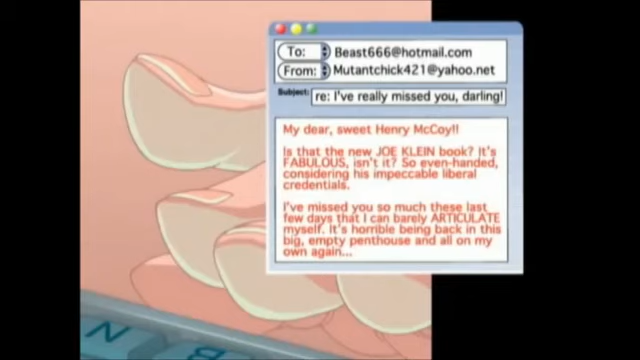 To: Beast666@hotmail.com
From: Mutantchick421@yahoo.net
Subject: re: I've really missed you, darling!
My dear, sweet Henry McCoy!!
Is that the new JOE KLEIN book? It's
FABULOUS, isn't it? So even-handed,
considering his impeccable liberal
credentials.
I've missed you so much these last
few days that I can barely ARTICULATE
myself. It's horrible being back in this
big, empty penthouse and all on my
own again...
N
B